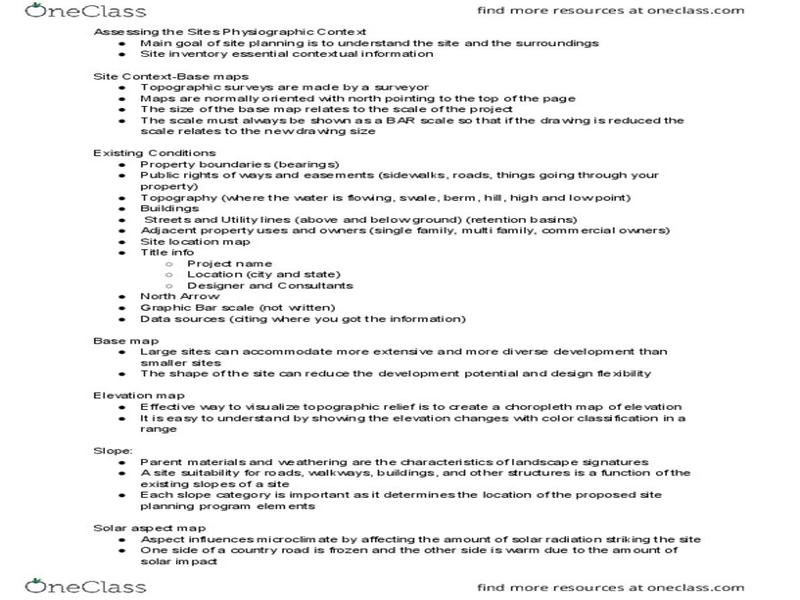 OneClass
find more resources at oneclass.com
Assessing the Sites Physiographic Context
● Main goal of site planning is to understand the site and the surroundings
● Site inventory essential contextual information
Site Context-Base maps
● Topographic surveys are made by a surveyor
● Maps are normally oriented with north pointing to the top of the page
● The size of the base map relates to the scale of the project
● The scale must always be shown as a BAR scale so that if the drawing is reduced the
scale relates to the new drawing size
Existing Conditions
● Property boundaries (bearings)
● Public rights of ways and easements (sidewalks, roads, things going through your
property)
● Topography (where the water is flowing, swale, berm, hill, high and low point)
● Buildings
● Streets and Utility lines (above and below ground) (retention basins)
● Adjacent property uses and owners (single family, multi family, commercial owners)
● Site location map
● Title info
○ Project name
○ Location (city and state)
○ Designer and Consultants
● North Arrow
● Graphic Bar scale (not written)
● Data sources (citing where you got the information)
Base map
● Large sites can accommodate more extensive and more diverse development than
smaller sites
● The shape of the site can reduce the development potential and design flexibility
Elevation map
● Effective way to visualize topographic relief is to create a choropleth map of elevation
● It is easy to understand by showing the elevation changes with color classification in a
range
Slope:
● Parent materials and weathering are the characteristics of landscape signatures
● A site suitability for roads, walkways, buildings, and other structures is a function of the
existing slopes of a site
● Each slope category is important as it determines the location of the proposed site
planning program elements
Solar aspect map
● Aspect influences microclimate by affecting the amount of solar radiation striking the site
● One side of a country road is frozen and the other side is warm due to the amount of
solar impact
OneClass
find more resources at oneclass.com